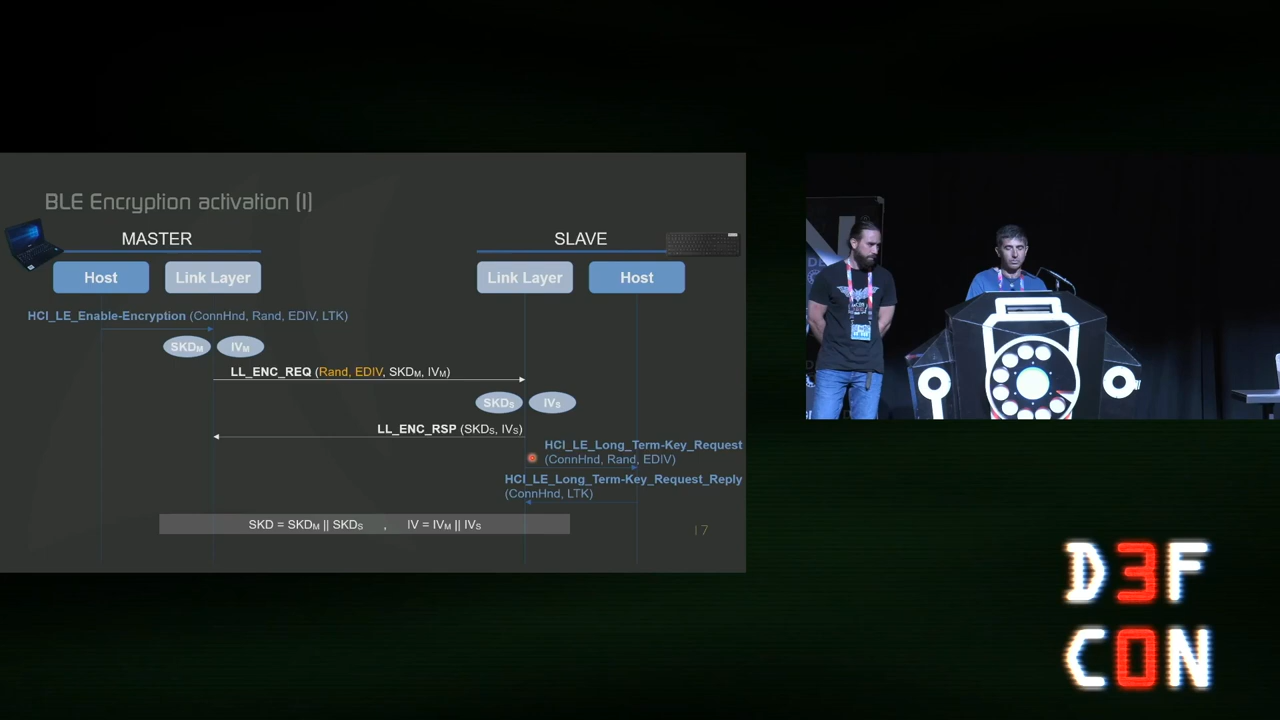 BLE Encryption activation (I)
MASTER
SLAVE
Host
Link Layer
Link Layer
Host
HCI_LE_Enable-Encryption (ConnHnd, Rand, EDIV, LTK)
SKDM
IVM
LL_ENC_REQ (Rand, EDIV, SKDM, IVM)
SKDS
IVS
LL_ENC_RSP (SKDS, IVS)
HCI_LE_Long_Term-Key_Request
(ConnHnd, Rand, EDIV)
HCI_LE_Long_Term-Key_Request_Reply
(ConnHnd, LTK)
SKD = SKDM || SKDS , IV = IVM || IVS
17
D3F
C0N